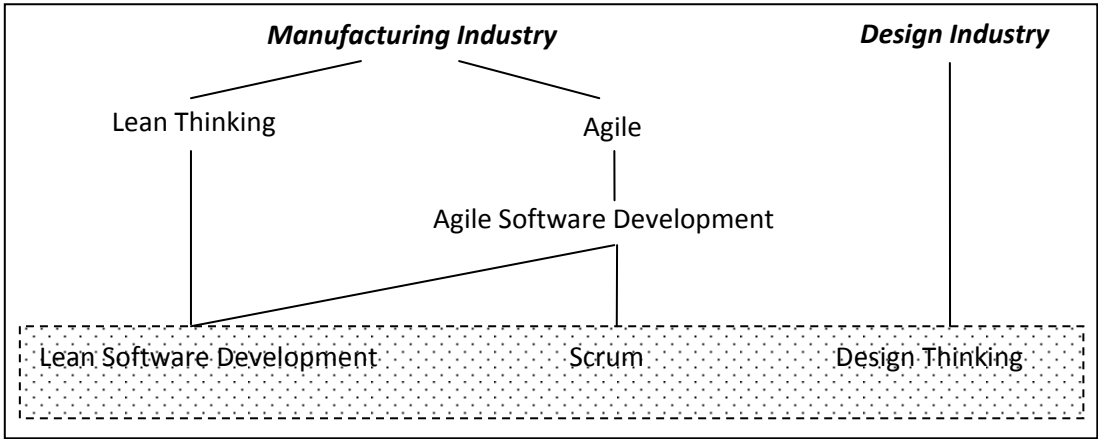 Manufacturing Industry
Design Industry
Lean Thinking
Agile
Agile Software Development
Lean Software Development
Scrum
Design Thinking